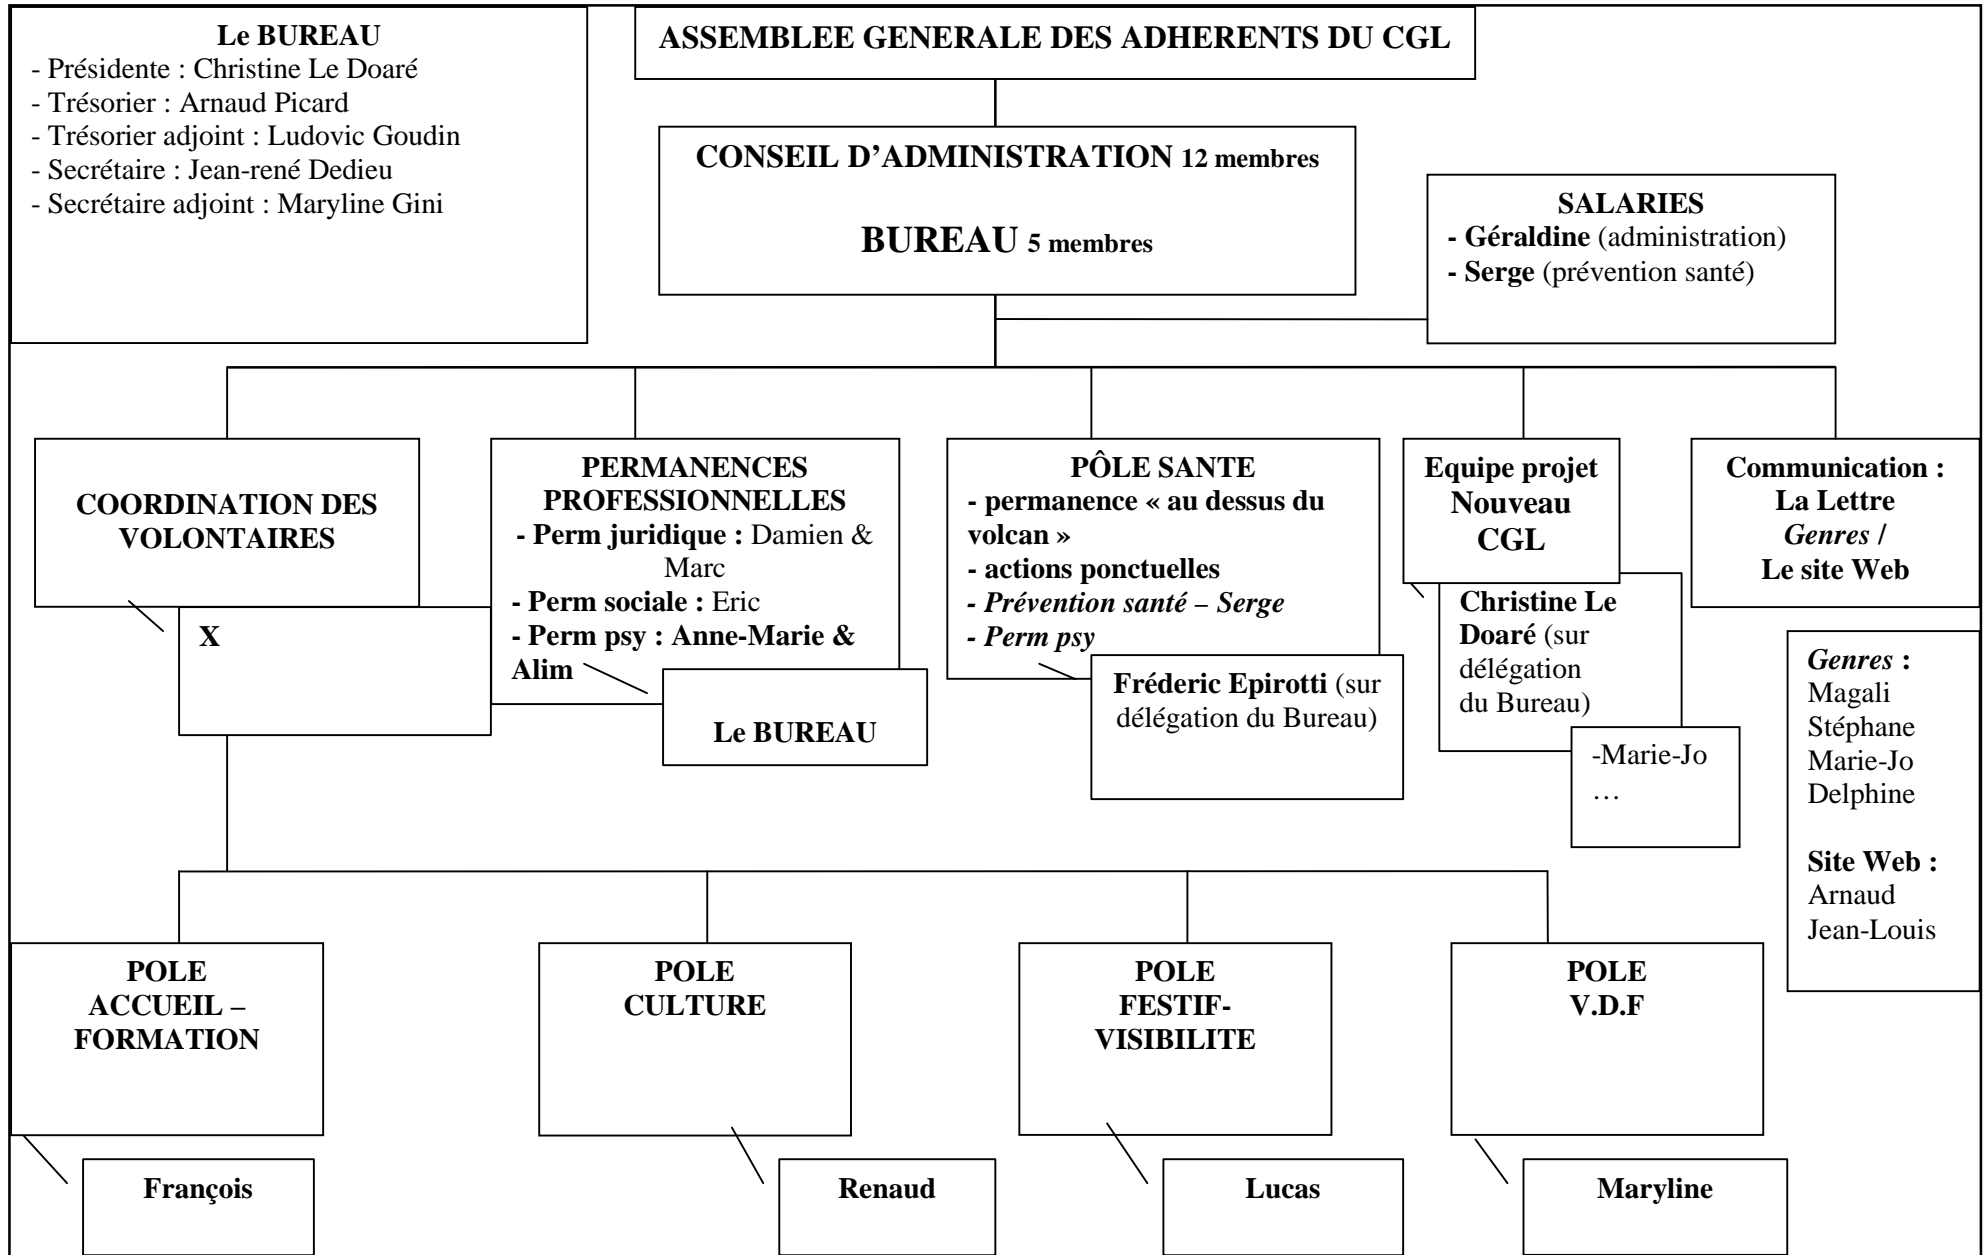 Le BUREAU
- Présidente : Christine Le Doaré
- Trésorier : Arnaud Picard
- Trésorier adjoint : Ludovic Goudin
- Secrétaire : Jean-rené Dedieu
- Secrétaire adjoint : Maryline Gini
ASSEMBLEE GENERALE DES ADHERENTS DU CGL
CONSEIL D’ADMINISTRATION 12 membres
BUREAU 5 membres
SALARIES
- Géraldine (administration)
- Serge (prévention santé)
COORDINATION DES
VOLONTAIRES
X
PERMANENCES
PROFESSIONNELLES
- Perm juridique : Damien &
Marc
- Perm sociale : Eric
- Perm psy : Anne-Marie &
Alim
Le BUREAU
PÔLE SANTE
- permanence « au dessus du
volcan »
- actions ponctuelles
- Prévention santé – Serge
- Perm psy
Fréderic Epirotti (sur
délégation du Bureau)
Equipe projet
Nouveau
CGL
Christine Le
Doaré (sur
délégation
du Bureau)
-Marie-Jo
…
Communication :
La Lettre
Genres /
Le site Web
Genres :
Magali
Stéphane
Marie-Jo
Delphine
Site Web :
Arnaud
Jean-Louis
POLE
ACCUEIL –
FORMATION
François
POLE
CULTURE
Renaud
POLE
FESTIF-
VISIBILITE
Lucas
POLE
V.D.F
Maryline